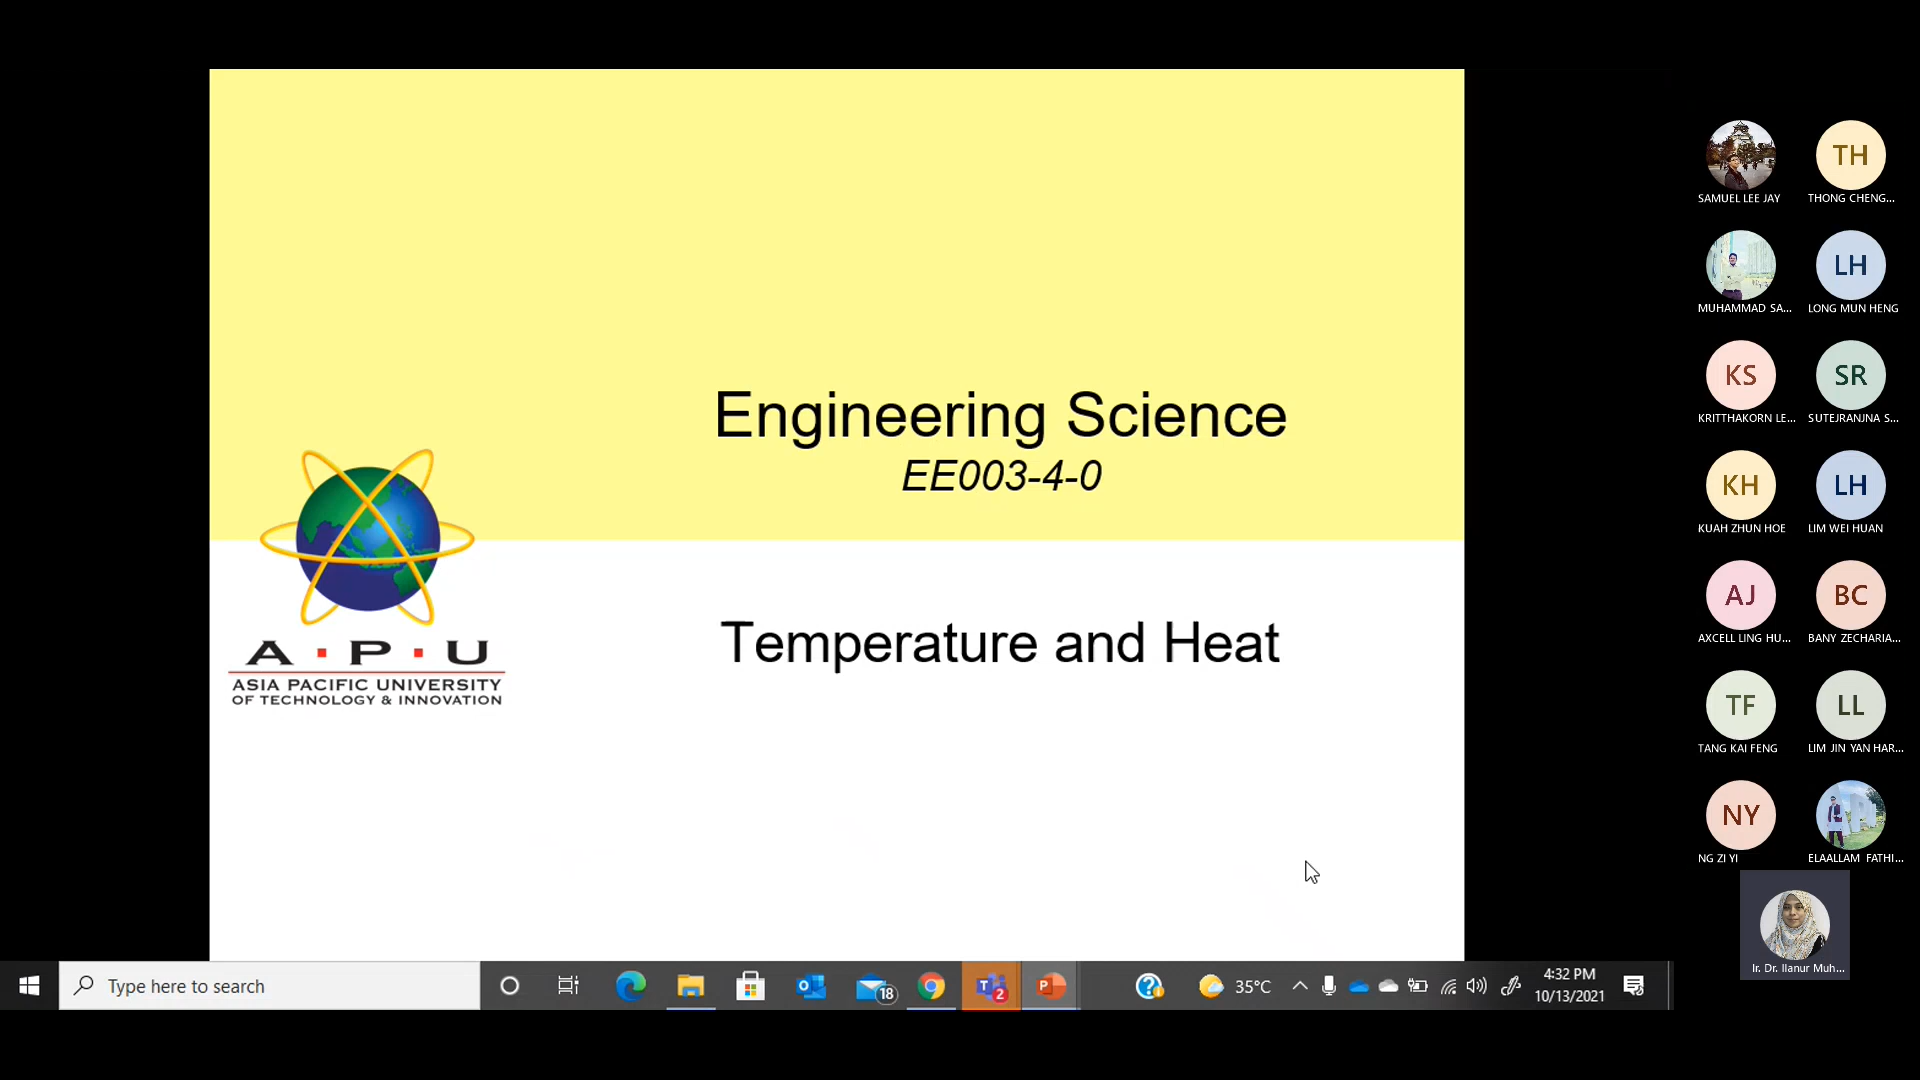 Engineering Science
EE003-4-0
A·P·U
ASIA PACIFIC UNIVERSITY
OF TECHNOLOGY & INNOVATION
Temperature and Heat
SAMUEL LEE JAY
TH
THONG CHENG...
MUHAMMAD SA...
LH
LONG MUN HENG
KS
KRITTHAKORN LE...
SR
SUTEJRANJNA S...
KH
KUAH ZHUN HOE
LH
LIM WEI HUAN
AJ
AXCELL LING HU...
BC
BANY ZECHARIA...
TF
TANG KAI FENG
LL
LIM JIN YAN HAR...
NY
NG ZI YI
ELAALLAM FATHI...
Ir. Dr. Ilanur Muh...
Type here to search
18
2
35°C
4:32 PM
10/13/2021